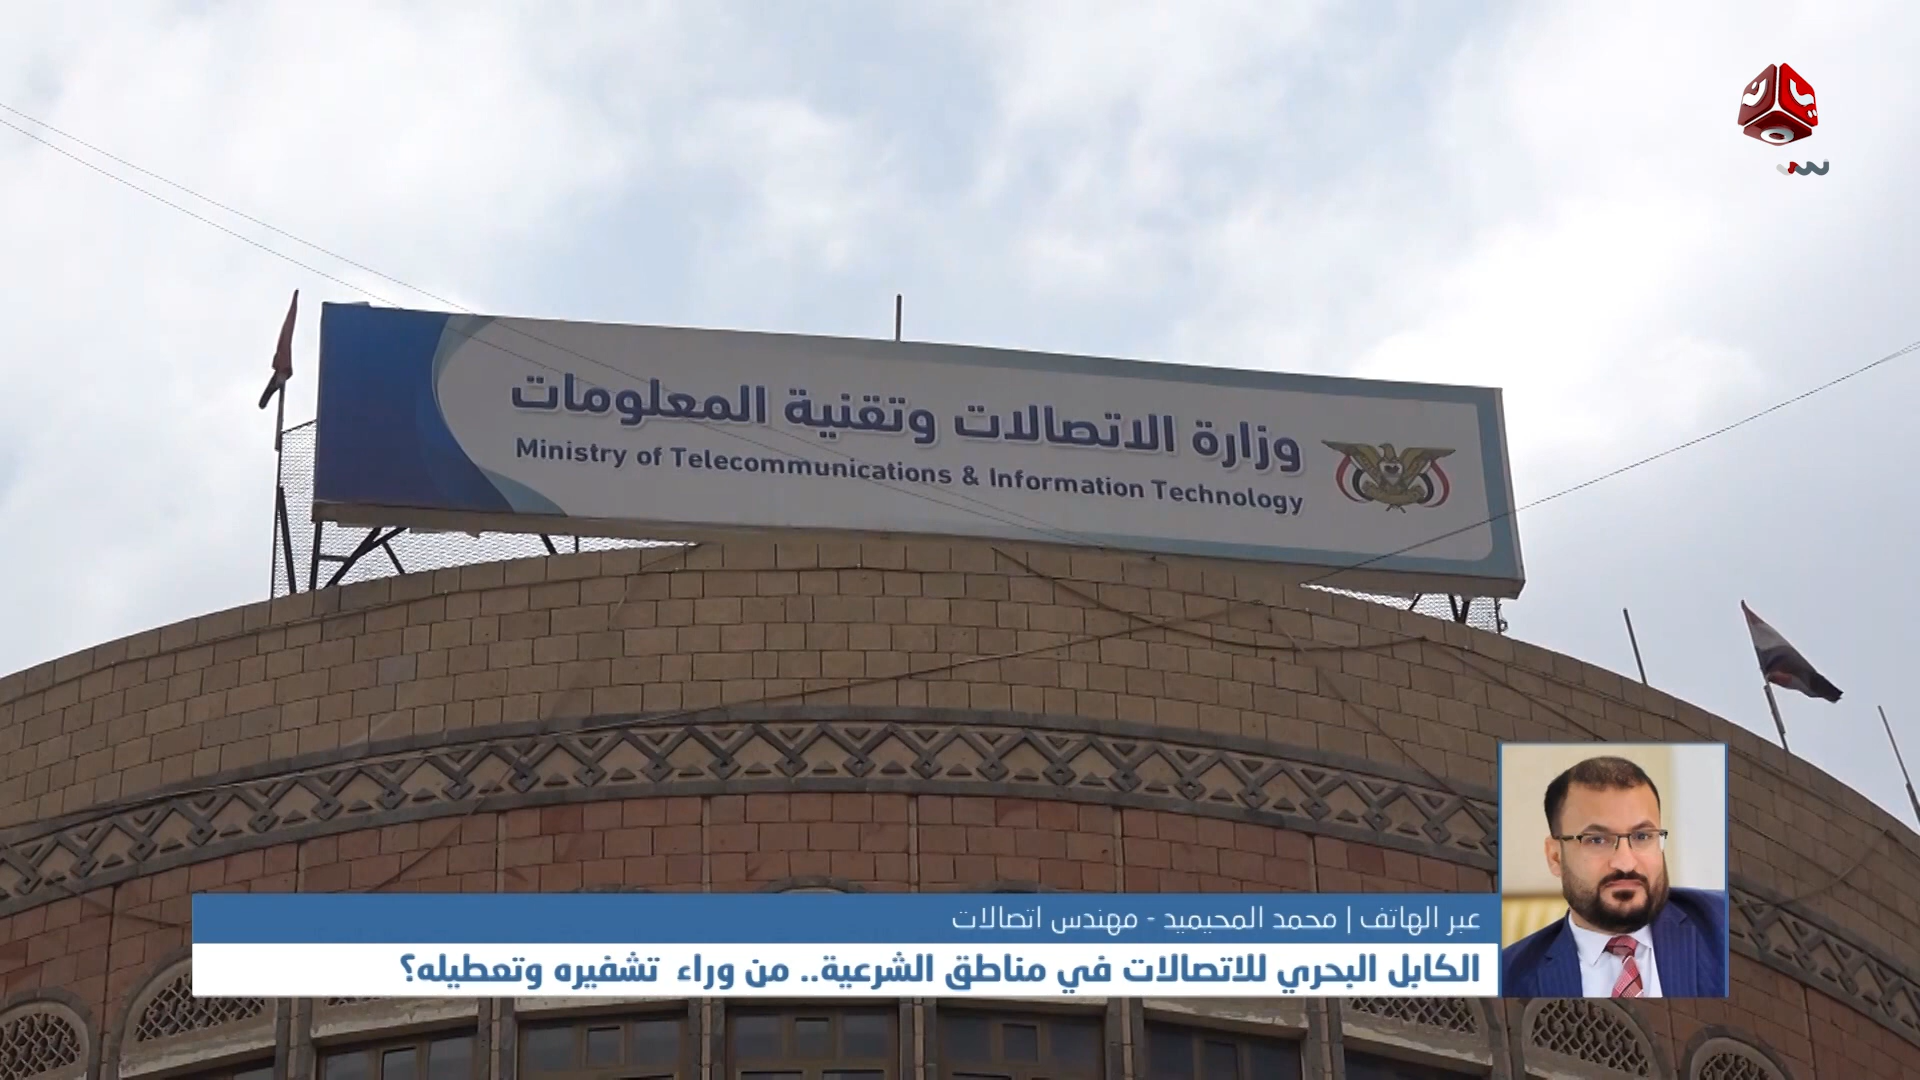 وزارة الاتصالات وتقنية المعلومات
Ministry of Telecommunications & Information Technology
عبر الهاتف | محمد المحيميد - مهندس اتصالات
الكابل البحري للاتصالات في مناطق الشرعية.. من وراء تشفيره وتعطيله؟